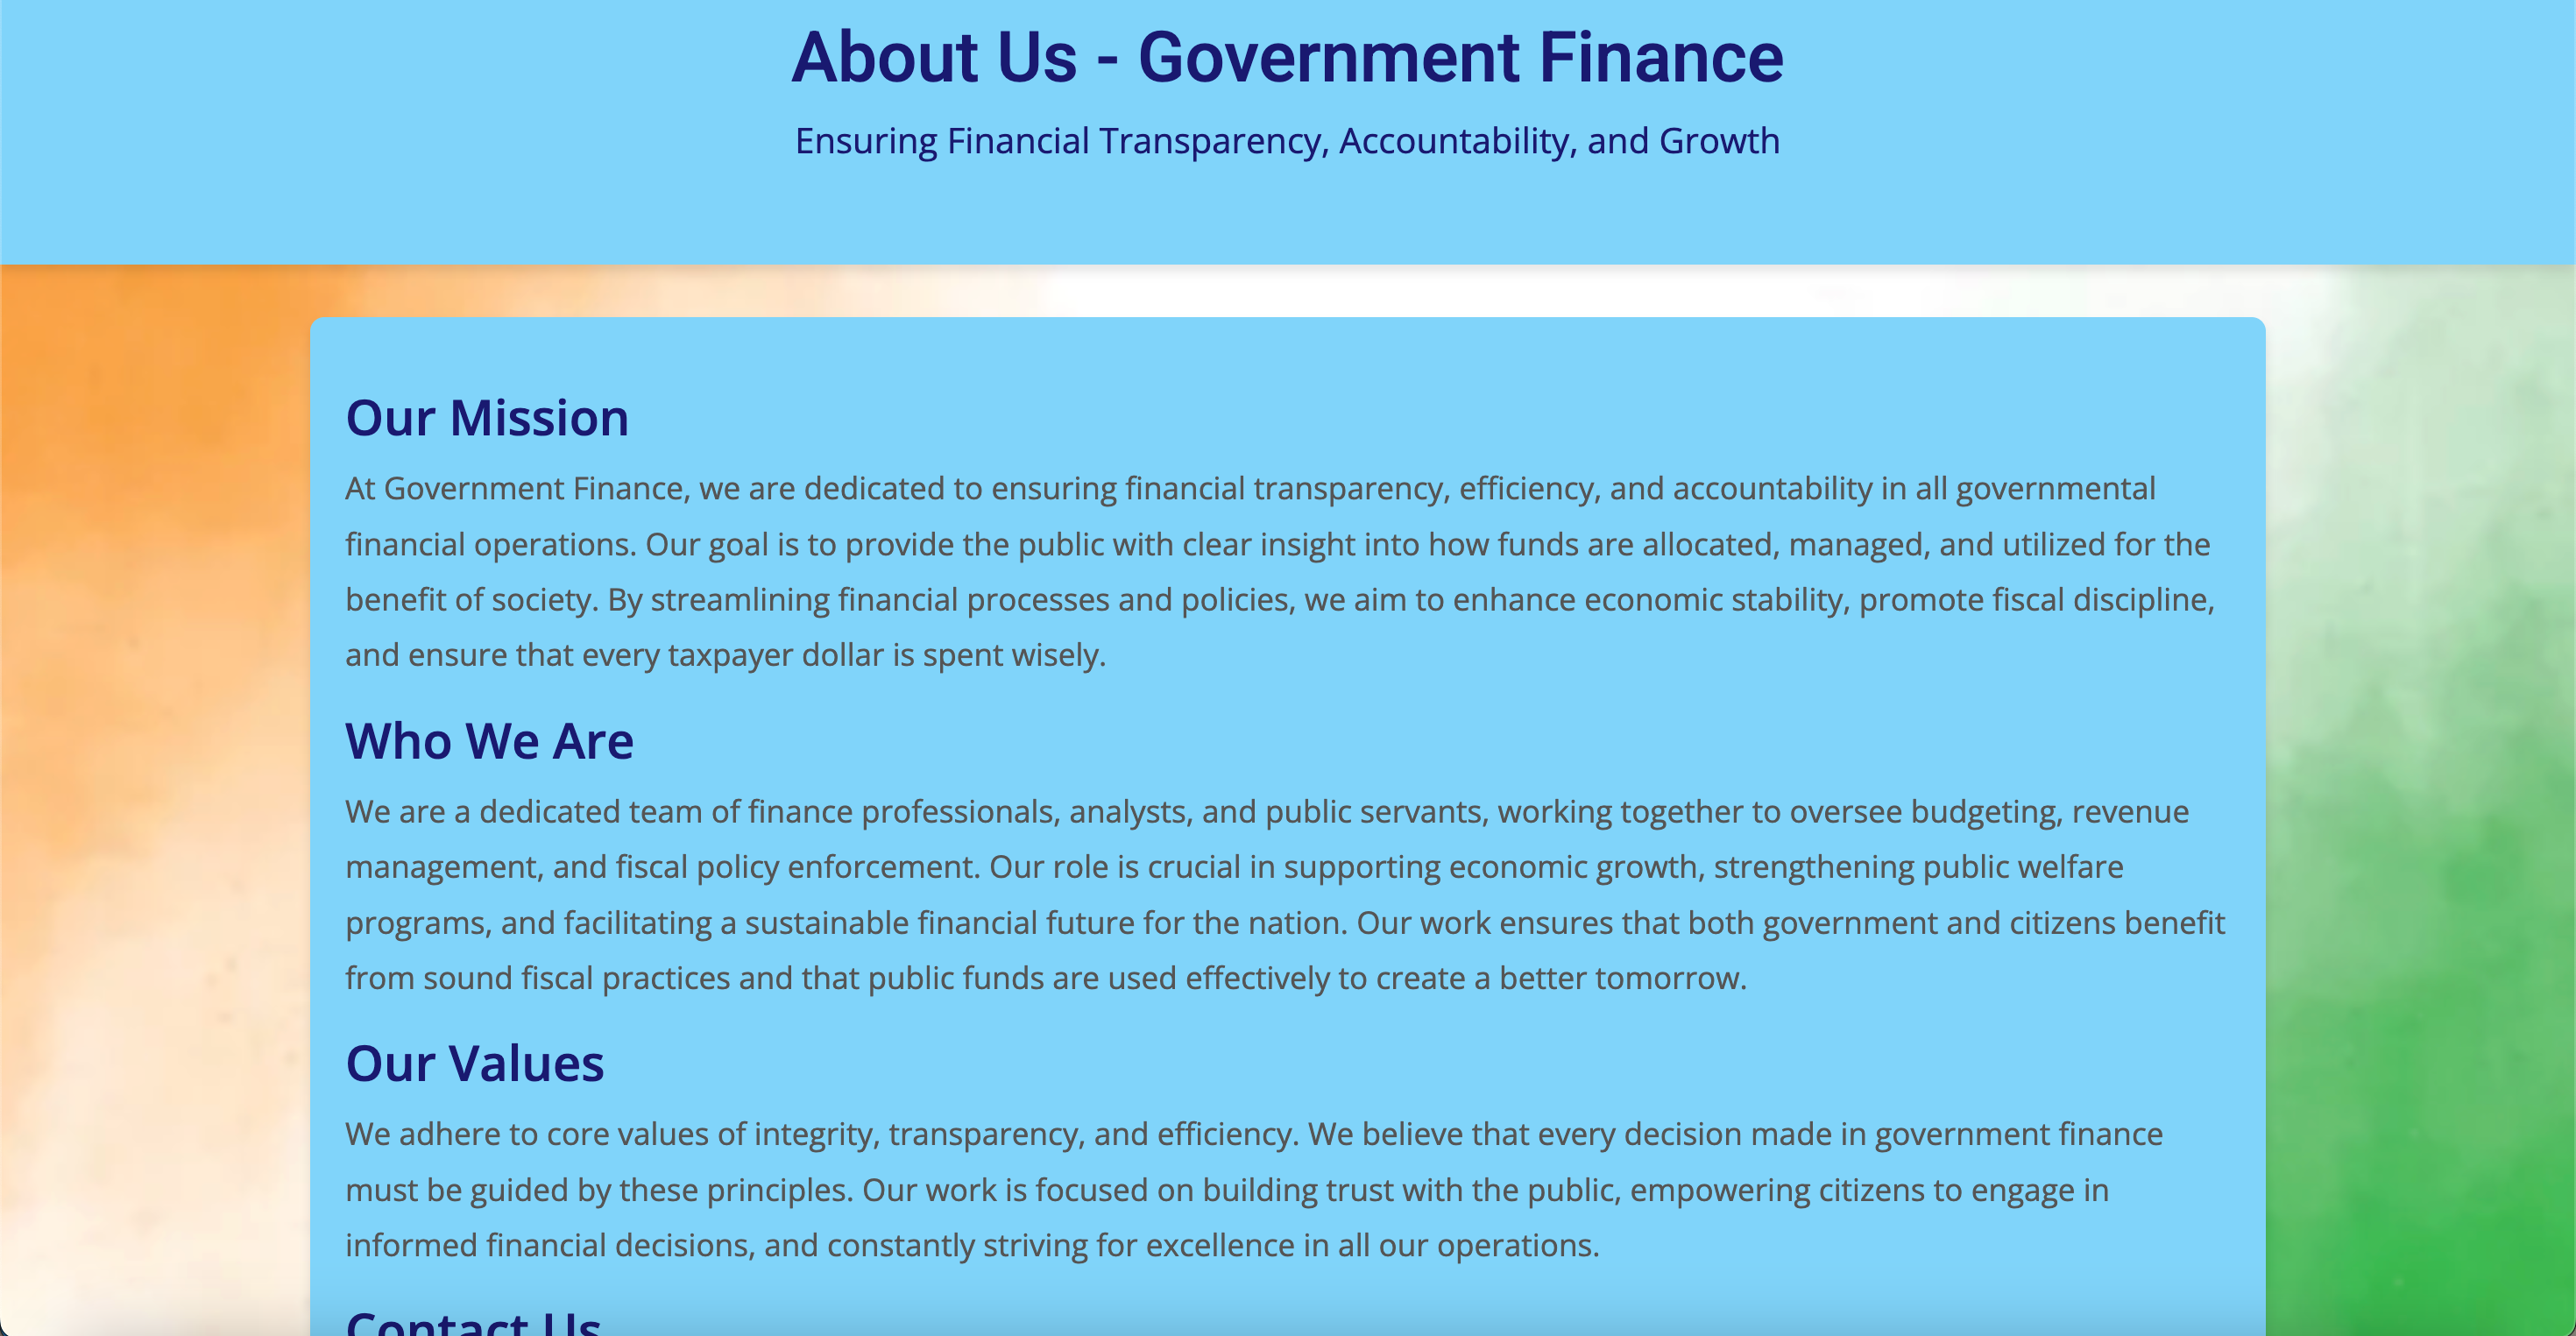 About Us - Government Finance
Ensuring Financial Transparency, Accountability, and Growth
Our Mission
At Government Finance, we are dedicated to ensuring financial transparency, efficiency, and accountability in all governmental
financial operations. Our goal is to provide the public with clear insight into how funds are allocated, managed, and utilized for the
benefit of society. By streamlining financial processes and policies, we aim to enhance economic stability, promote fiscal discipline,
and ensure that every taxpayer dollar is spent wisely.
Who We Are
We are a dedicated team of finance professionals, analysts, and public servants, working together to oversee budgeting, revenue
management, and fiscal policy enforcement. Our role is crucial in supporting economic growth, strengthening public welfare
programs, and facilitating a sustainable financial future for the nation. Our work ensures that both government and citizens benefit
from sound fiscal practices and that public funds are used effectively to create a better tomorrow.
Our Values
We adhere to core values of integrity, transparency, and efficiency. We believe that every decision made in government finance
must be guided by these principles. Our work is focused on building trust with the public, empowering citizens to engage in
informed financial decisions, and constantly striving for excellence in all our operations.
Contact Us